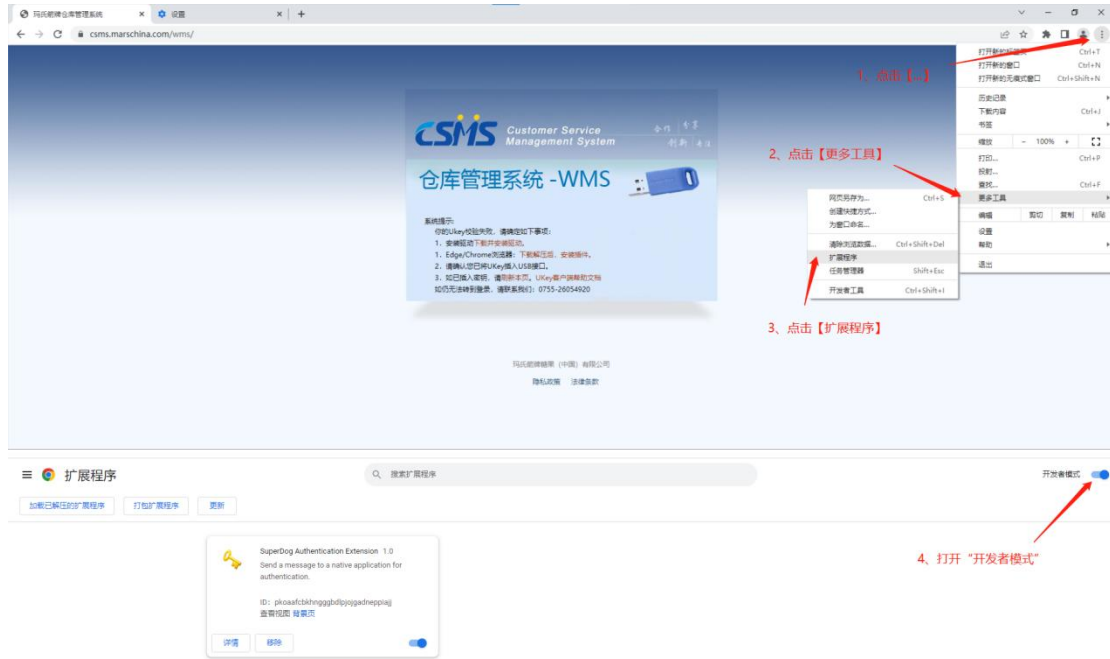 玛氏箭牌仓库管理系统
设置
csms.marschina.com/wms/
1、点击【...】
打开新的标签页 Ctrl+T
打开新的窗口 Ctrl+N
打开新的无痕式窗口 Ctrl+Shift+N
历史记录
下载内容 Ctrl+J
书签
缩放 - 100% +
打印... Ctrl+P
投射...
查找... Ctrl+F
更多工具
编辑 剪切 复制 粘贴
设置
帮助
退出
2、点击【更多工具】
网页另存为... Ctrl+S
创建快捷方式...
为窗口命名...
清除浏览数据... Ctrl+Shift+Del
扩展程序
任务管理器 Shift+Esc
开发者工具 Ctrl+Shift+I
3、点击【扩展程序】
CSMS Customer Service
Management System
合作 分享
创新 专注
仓库管理系统 -WMS
系统提示:
你的Ukey校验失败，请确定如下事项:
1、安装驱动下载并安装驱动。
1、Edge/Chrome浏览器: 下载解压后，安装插件。
2、请确认您已将UKey插入USB接口。
3、如已插入密钥，请刷新本页。UKey客户端帮助文档
如仍无法转到登录，请联系我们: 0755-26054920
玛氏箭牌糖果（中国）有限公司
隐私政策 法律条款
扩展程序
搜索扩展程序
开发者模式
加载已解压的扩展程序 打包扩展程序 更新
4、打开“开发者模式”
SuperDog Authentication Extension 1.0
Send a message to a native application for
authentication.
ID: pkoaafcbkhngggbdlpjojgadneppiajj
查看视图 背景页
详情 移除